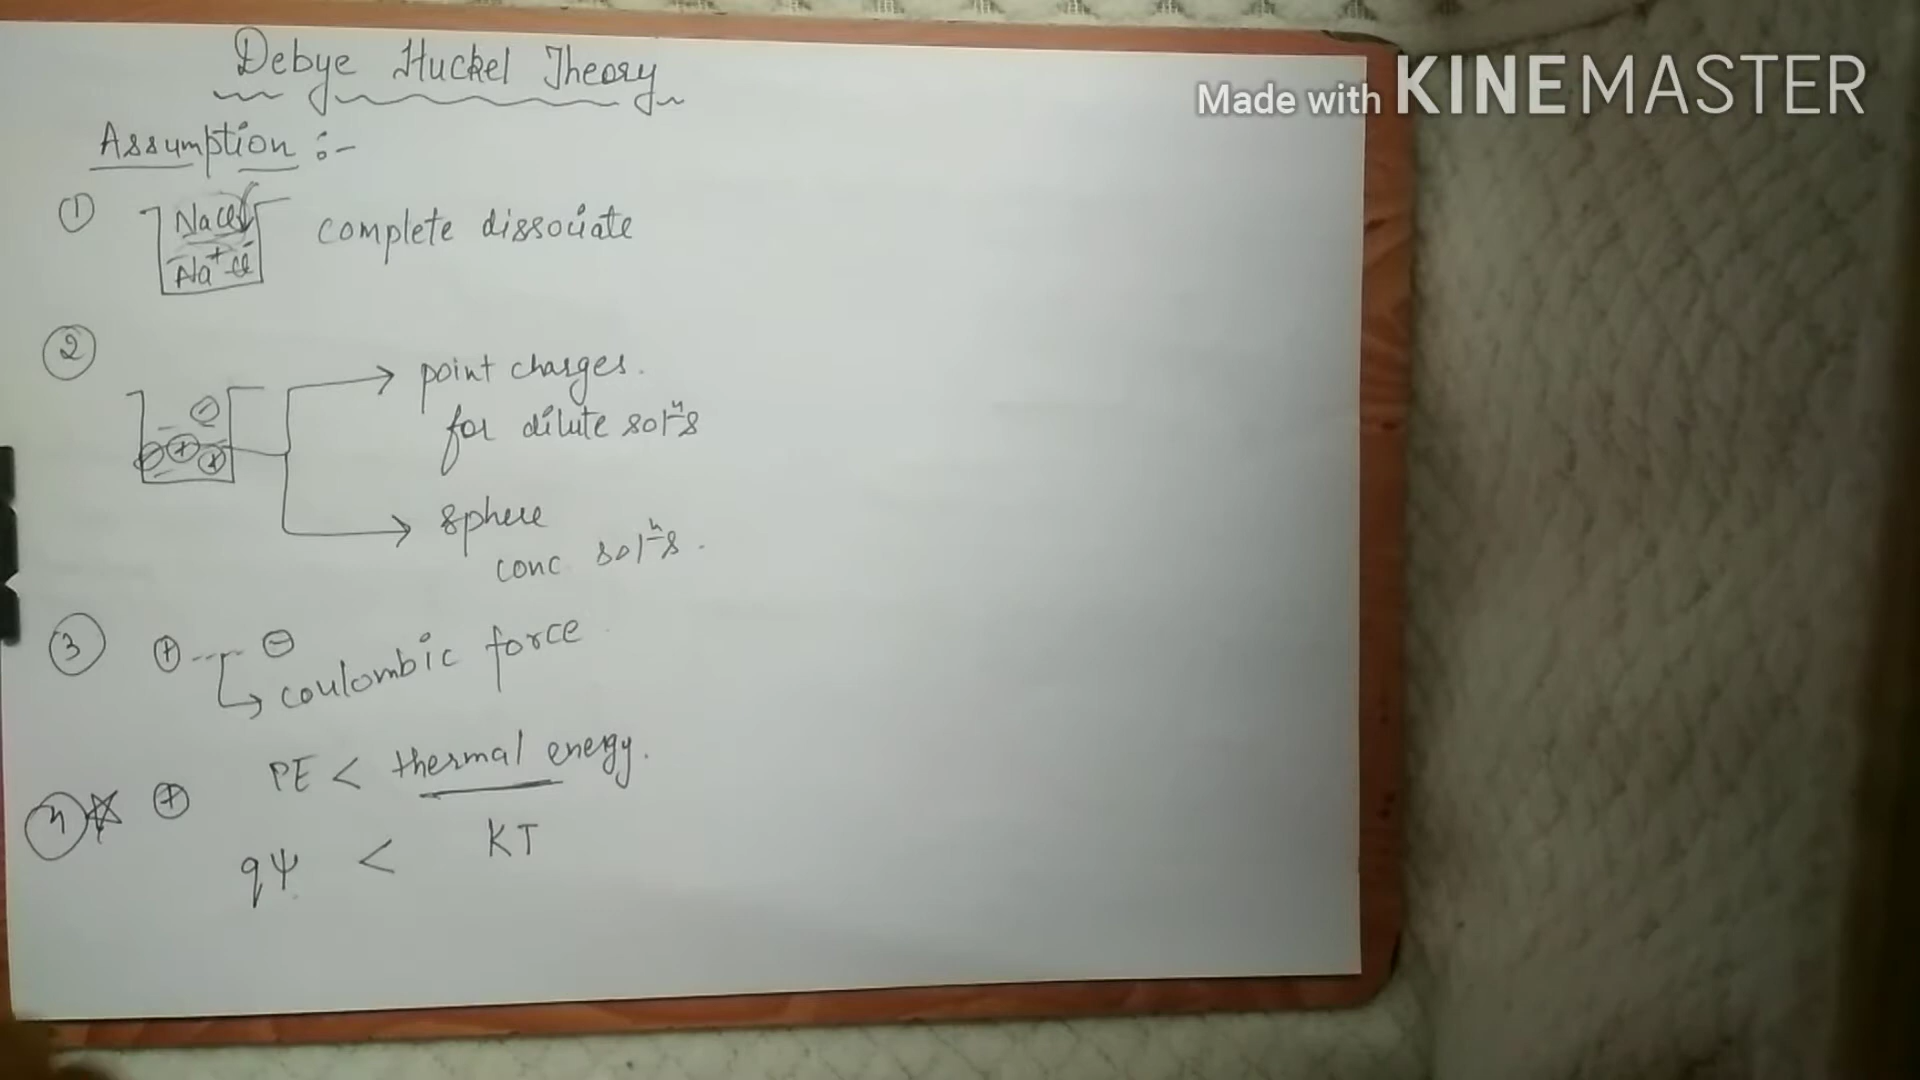 Debye Huckel Theory
Assumption :-
① NaCl complete dissociate
Na⁺ Cl⁻
②
point charges.
for dilute solⁿs
sphere
conc solⁿs.
③ + --- -
coulombic force
PE < thermal energy.
④ +
qψ < KT
Made with KINEMASTER